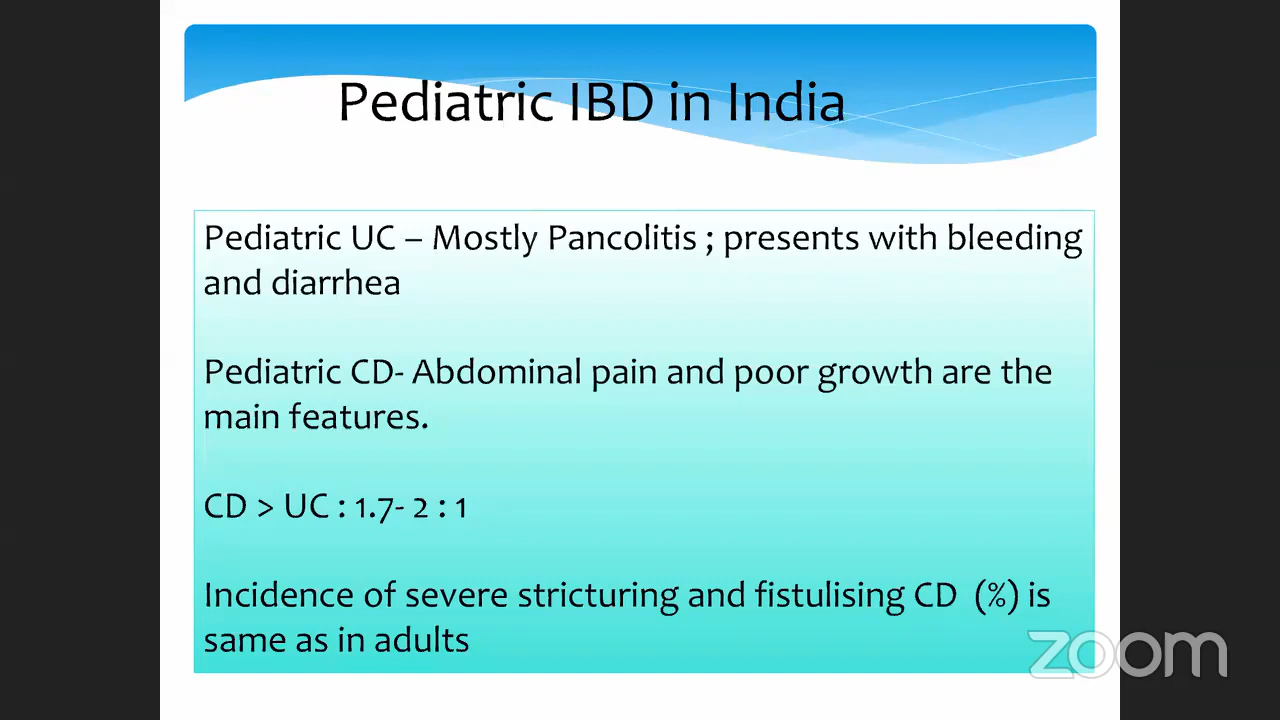 Pediatric IBD in India
Pediatric UC – Mostly Pancolitis ; presents with bleeding
and diarrhea
Pediatric CD- Abdominal pain and poor growth are the
main features.
CD > UC : 1.7- 2 : 1
Incidence of severe stricturing and fistulising CD  (%) is
same as in adults
zoom